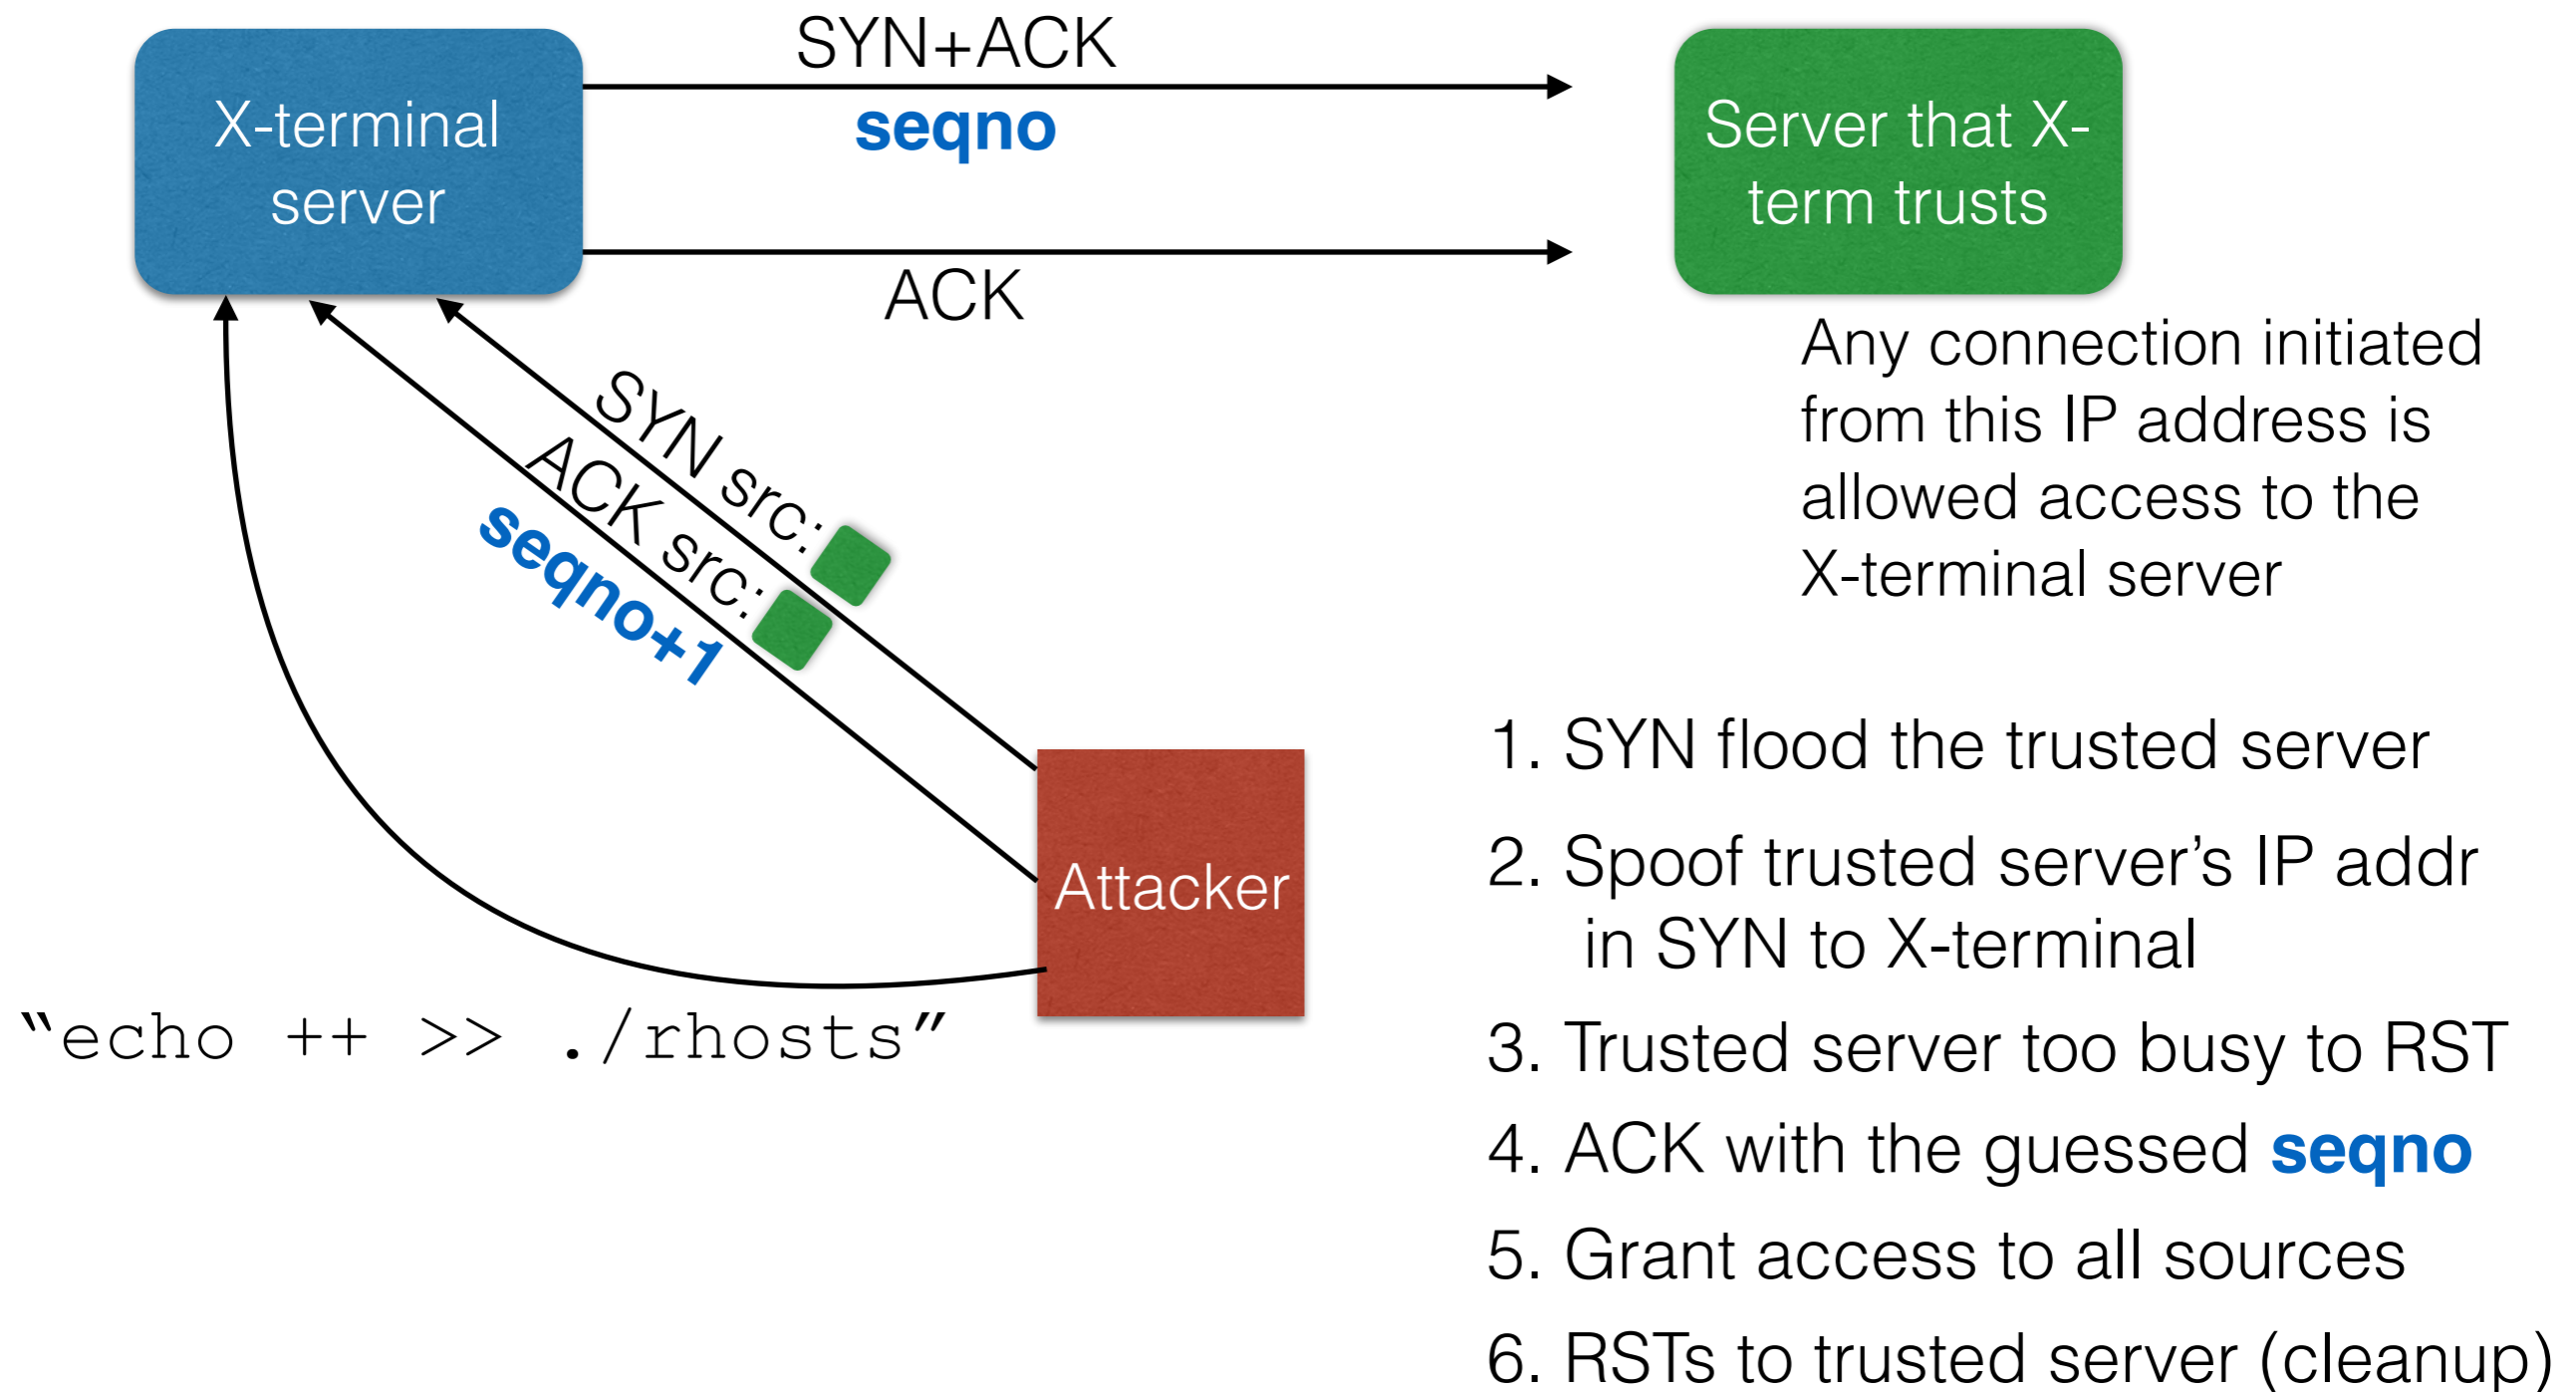 SYN+ACK
seqno
X-terminal
server
Server that X-
term trusts
ACK
Any connection initiated
from this IP address is
allowed access to the
X-terminal server
SYN src:
ACK src:
seqno+1
Attacker
"echo ++ >> ./rhosts"
1. SYN flood the trusted server
2. Spoof trusted server’s IP addr
in SYN to X-terminal
3. Trusted server too busy to RST
4. ACK with the guessed seqno
5. Grant access to all sources
6. RSTs to trusted server (cleanup)